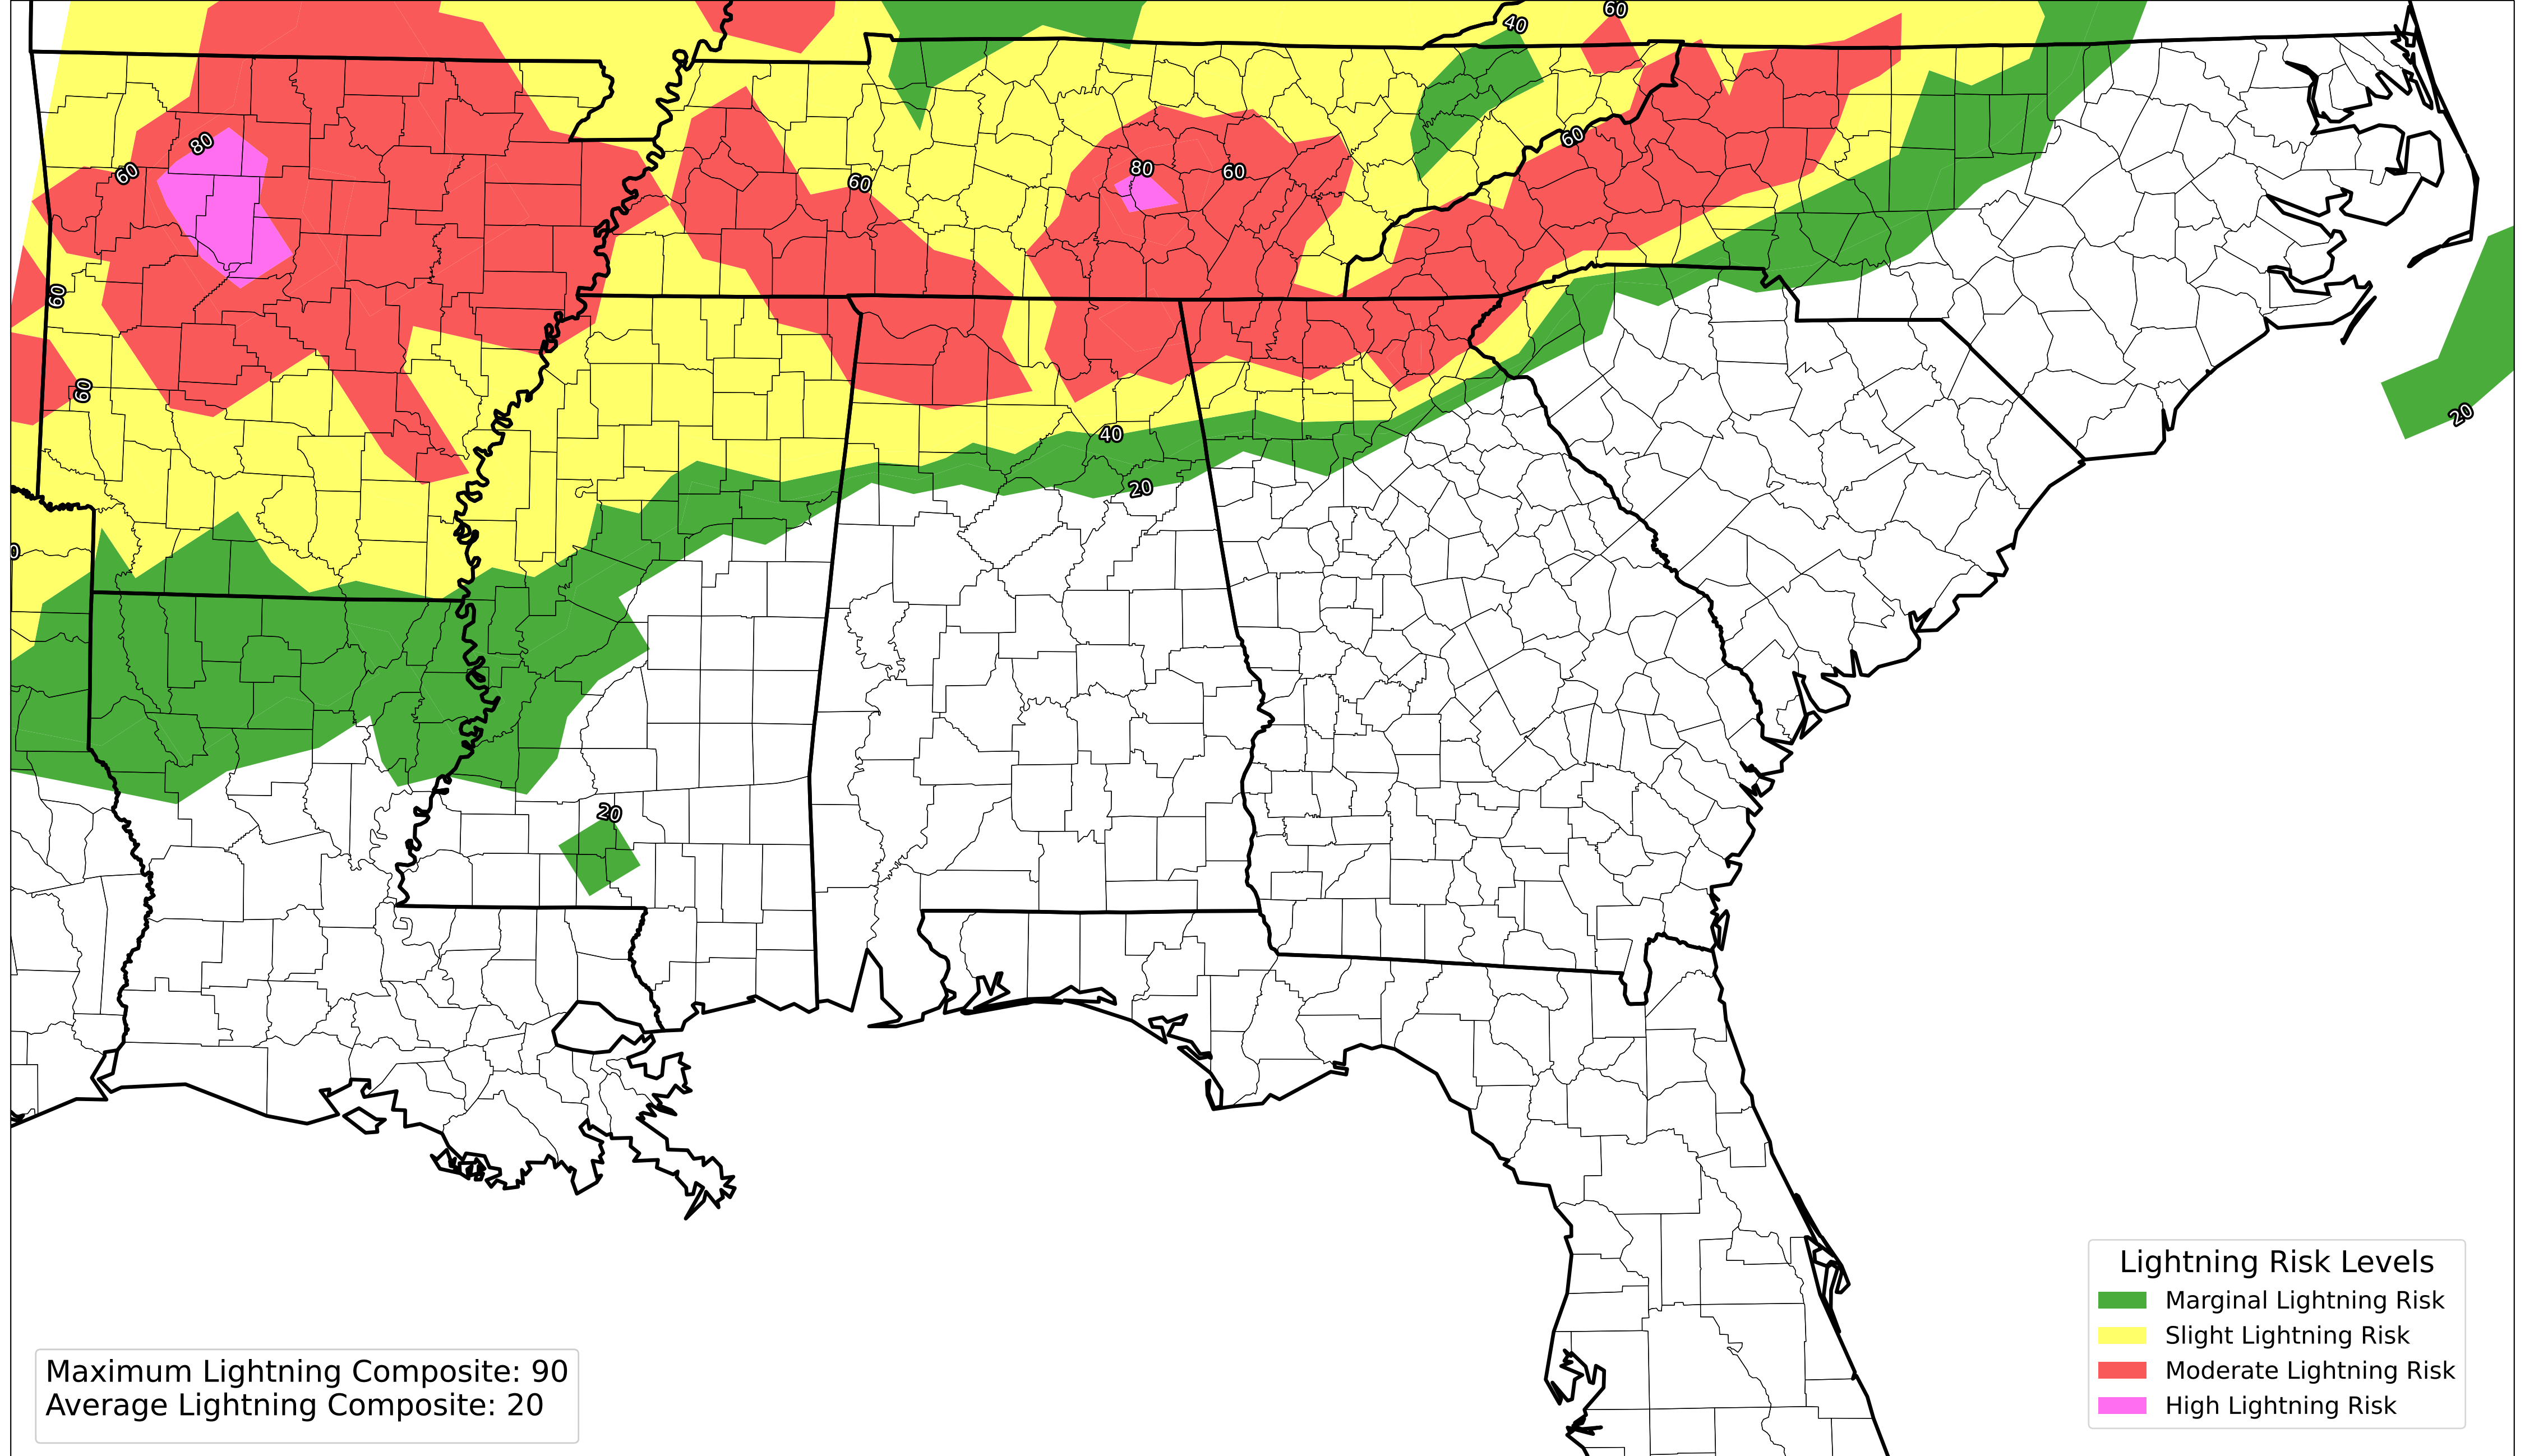 60
40
80
60
80
60
60
60
60
60
40
20
20
0
20
Lightning Risk Levels
Marginal Lightning Risk
Slight Lightning Risk
Moderate Lightning Risk
High Lightning Risk
Maximum Lightning Composite: 90
Average Lightning Composite: 20